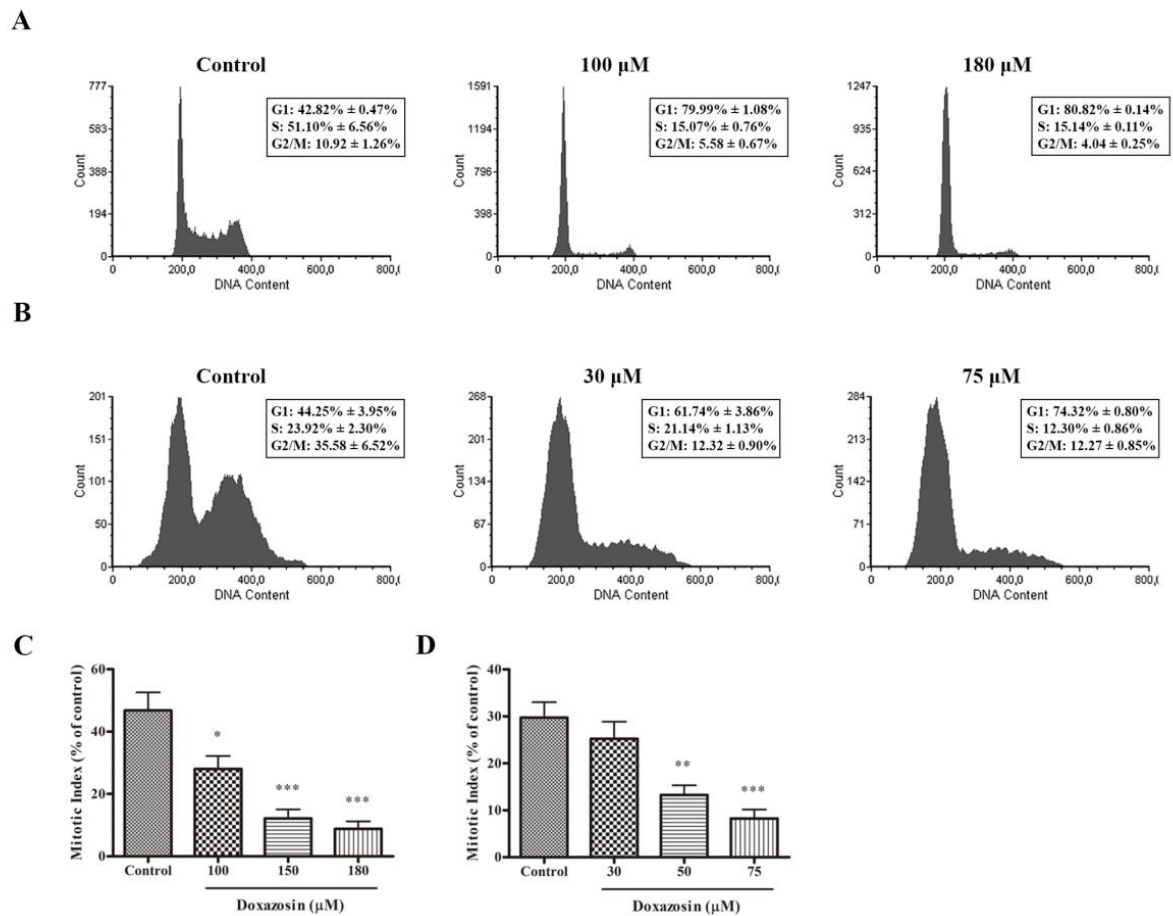 A
Control
777
583
388
194
0
Count
G1: 42.82% ± 0.47%
S: 51.10% ± 6.56%
G2/M: 10.92 ± 1.26%
0 200,0 400,0 600,0 800,0
DNA Content
100 µM
1591
1194
796
398
0
Count
G1: 79.99% ± 1.08%
S: 15.07% ± 0.76%
G2/M: 5.58 ± 0.67%
0 200,0 400,0 600,0 800,0
DNA Content
180 µM
1247
935
624
312
0
Count
G1: 80.82% ± 0.14%
S: 15.14% ± 0.11%
G2/M: 4.04 ± 0.25%
0 200,0 400,0 600,0 800,0
DNA Content
B
Control
201
151
101
50
0
Count
G1: 44.25% ± 3.95%
S: 23.92% ± 2.30%
G2/M: 35.58 ± 6.52%
0 200,0 400,0 600,0 800,0
DNA Content
30 µM
268
201
134
67
0
Count
G1: 61.74% ± 3.86%
S: 21.14% ± 1.13%
G2/M: 12.32 ± 0.90%
0 200,0 400,0 600,0 800,0
DNA Content
75 µM
284
213
142
71
0
Count
G1: 74.32% ± 0.80%
S: 12.30% ± 0.86%
G2/M: 12.27 ± 0.85%
0 200,0 400,0 600,0 800,0
DNA Content
C
Mitotic Index (% of control)
60
40
20
0
*
***
***
Control 100 150 180
Doxazosin (µM)
D
Mitotic Index (% of control)
40
30
20
10
0
**
***
Control 30 50 75
Doxazosin (µM)